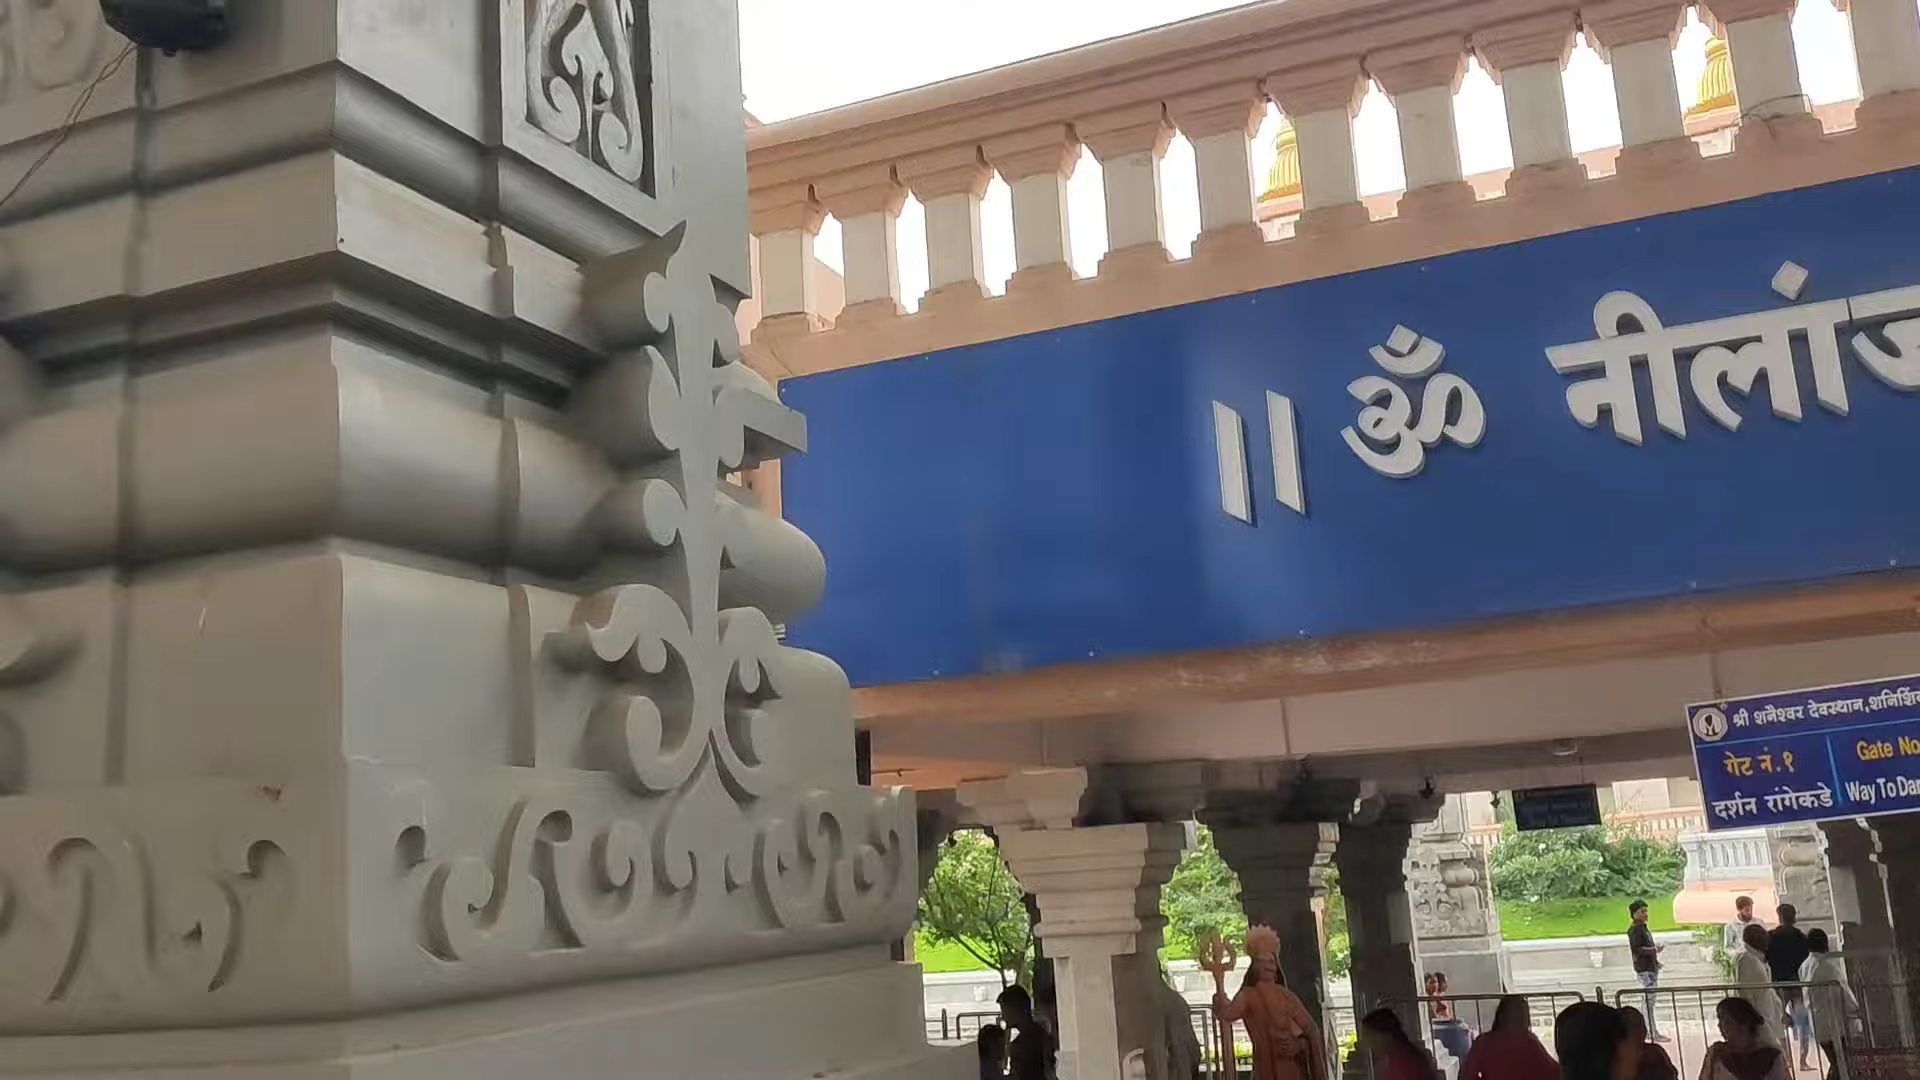 || ॐ नीलांज
श्री शनैश्वर देवस्थान,शनिशिं
गेट नं.१
Gate No
दर्शन रांगेकडे
Way To Dar